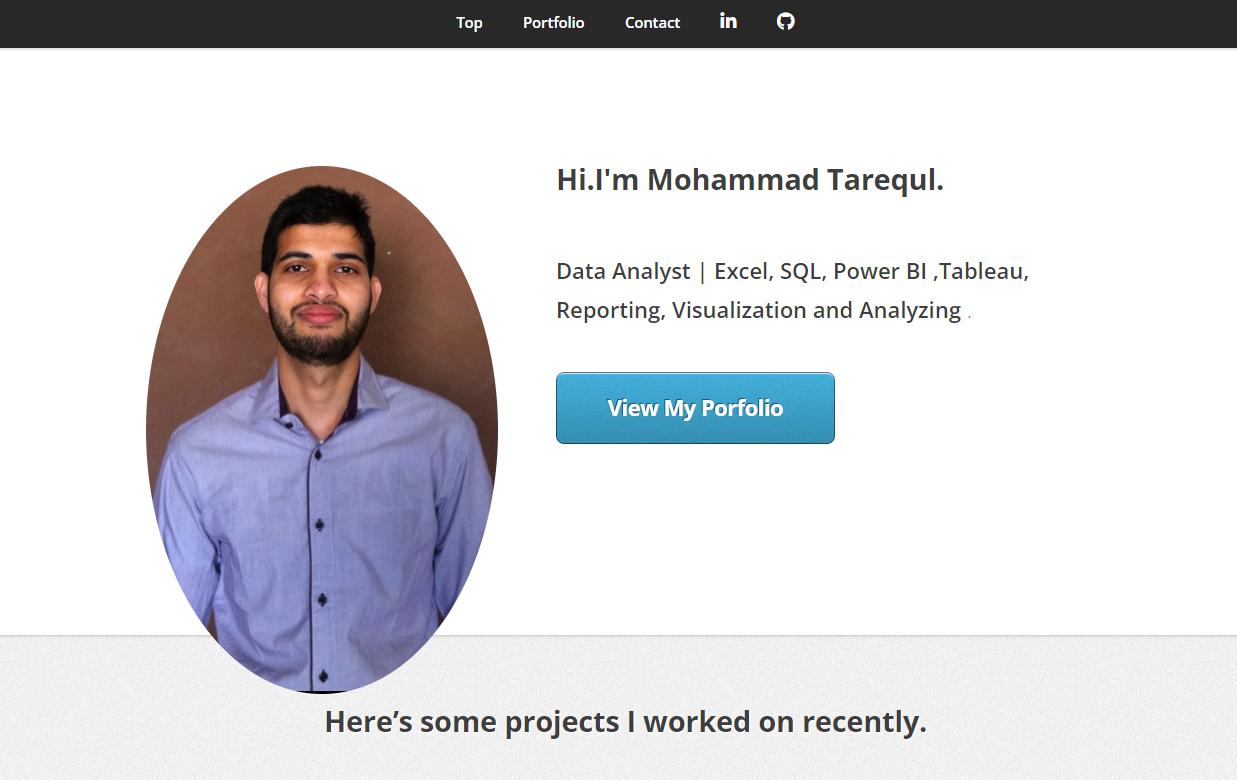 Top Portfolio Contact in
Hi.I'm Mohammad Tarequl.
Data Analyst | Excel, SQL, Power BI ,Tableau,
Reporting, Visualization and Analyzing .
View My Porfolio
Here’s some projects I worked on recently.